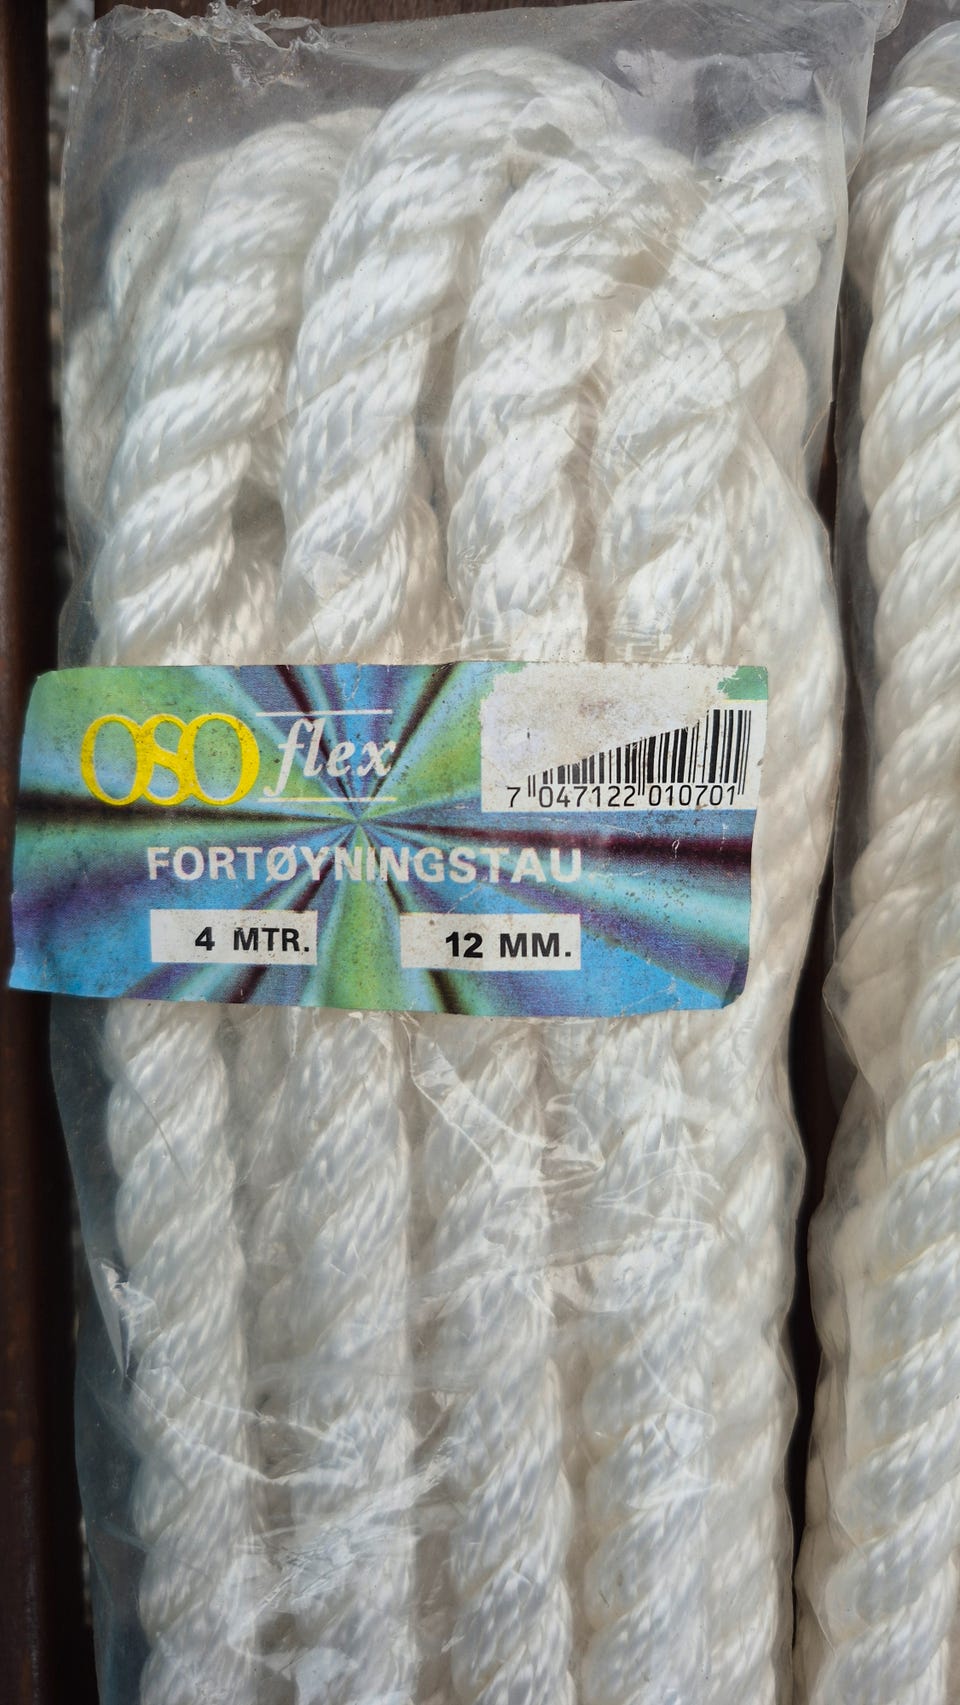 OSO flex
7 047122 010701
FORTØYNINGSTAU
4 MTR. 12 MM.